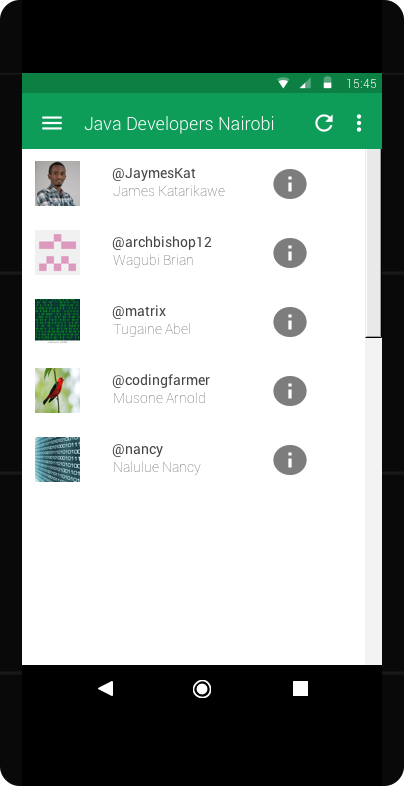 15:45
Java Developers Nairobi
@JaymesKat
James Katarikawe
@archbishop12
Wagubi Brian
@matrix
Tugaine Abel
@codingfarmer
Musone Arnold
@nancy
Nalulue Nancy